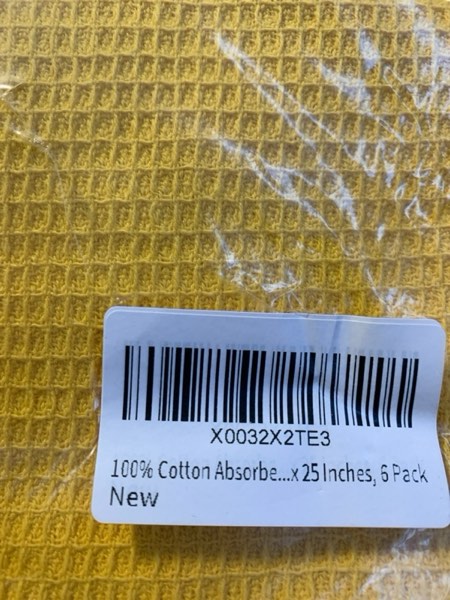 X0032X2TE3
100% Cotton Absorbe...x 25 Inches, 6 Pack
New